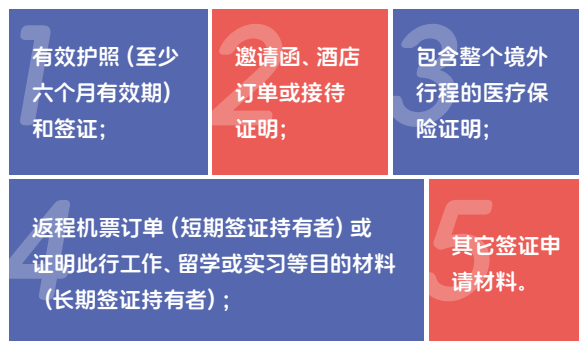 1
有效护照（至少
六个月有效期）
和签证；
2
邀请函、酒店
订单或接待
证明；
3
包含整个境外
行程的医疗保
险证明；
4
返程机票订单（短期签证持有者）或
证明此行工作、留学或实习等目的材料
（长期签证持有者）；
5
其它签证申
请材料。